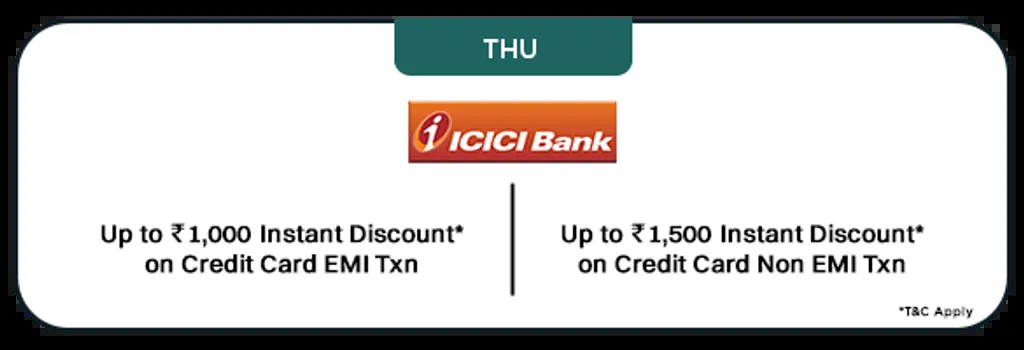 THU
ICICI Bank
Up to ₹1,000 Instant Discount*
on Credit Card EMI Txn
Up to ₹1,500 Instant Discount*
on Credit Card Non EMI Txn
*T&C Apply